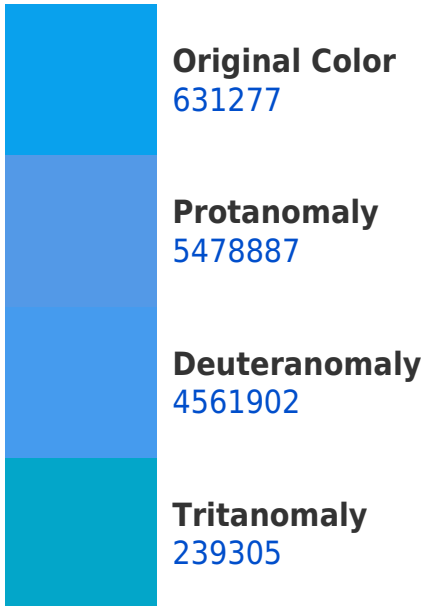 Original Color
631277
Protanomaly
5478887
Deuteranomaly
4561902
Tritanomaly
239305